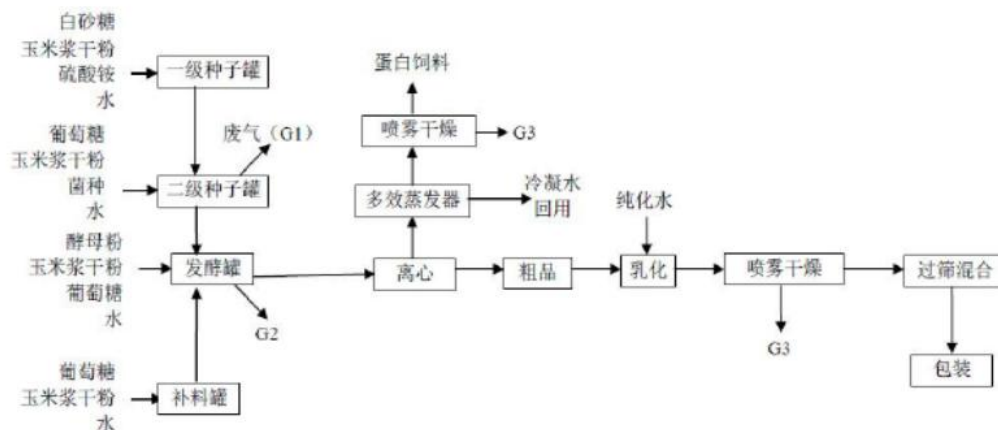 白砂糖
玉米浆干粉
硫酸铵
水
一级种子罐
葡萄糖
玉米浆干粉
菌种
水
二级种子罐
废气（G1）
酵母粉
玉米浆干粉
葡萄糖
水
发酵罐
G2
葡萄糖
玉米浆干粉
水
补料罐
蛋白饲料
喷雾干燥
G3
多效蒸发器
冷凝水
回用
离心
粗品
纯化水
乳化
喷雾干燥
G3
过筛混合
包装